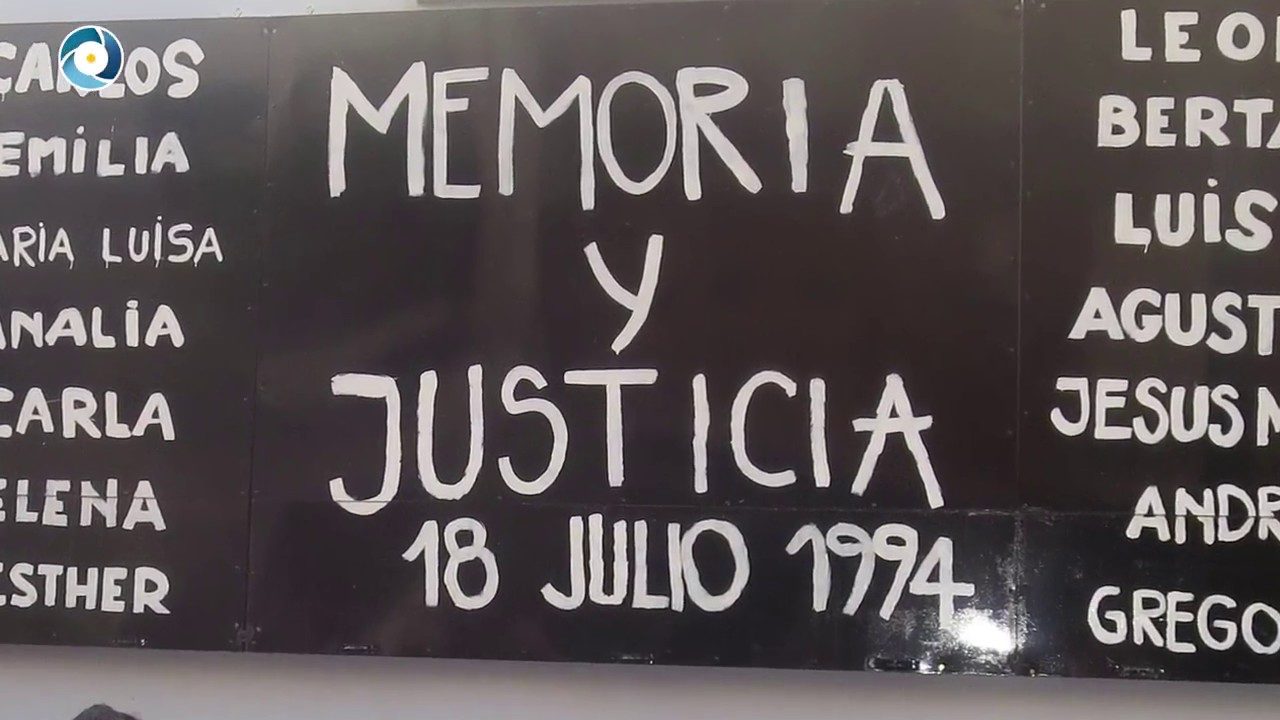 CARLOS
EMILIA
ARIA LUISA
ANALIA
CARLA
ELENA
ESTHER
MEMORIA
Y
JUSTICIA
18 JULIO 1994
LEO
BERTA
LUIS
AGUST
JESUS M
ANDR
GREGO